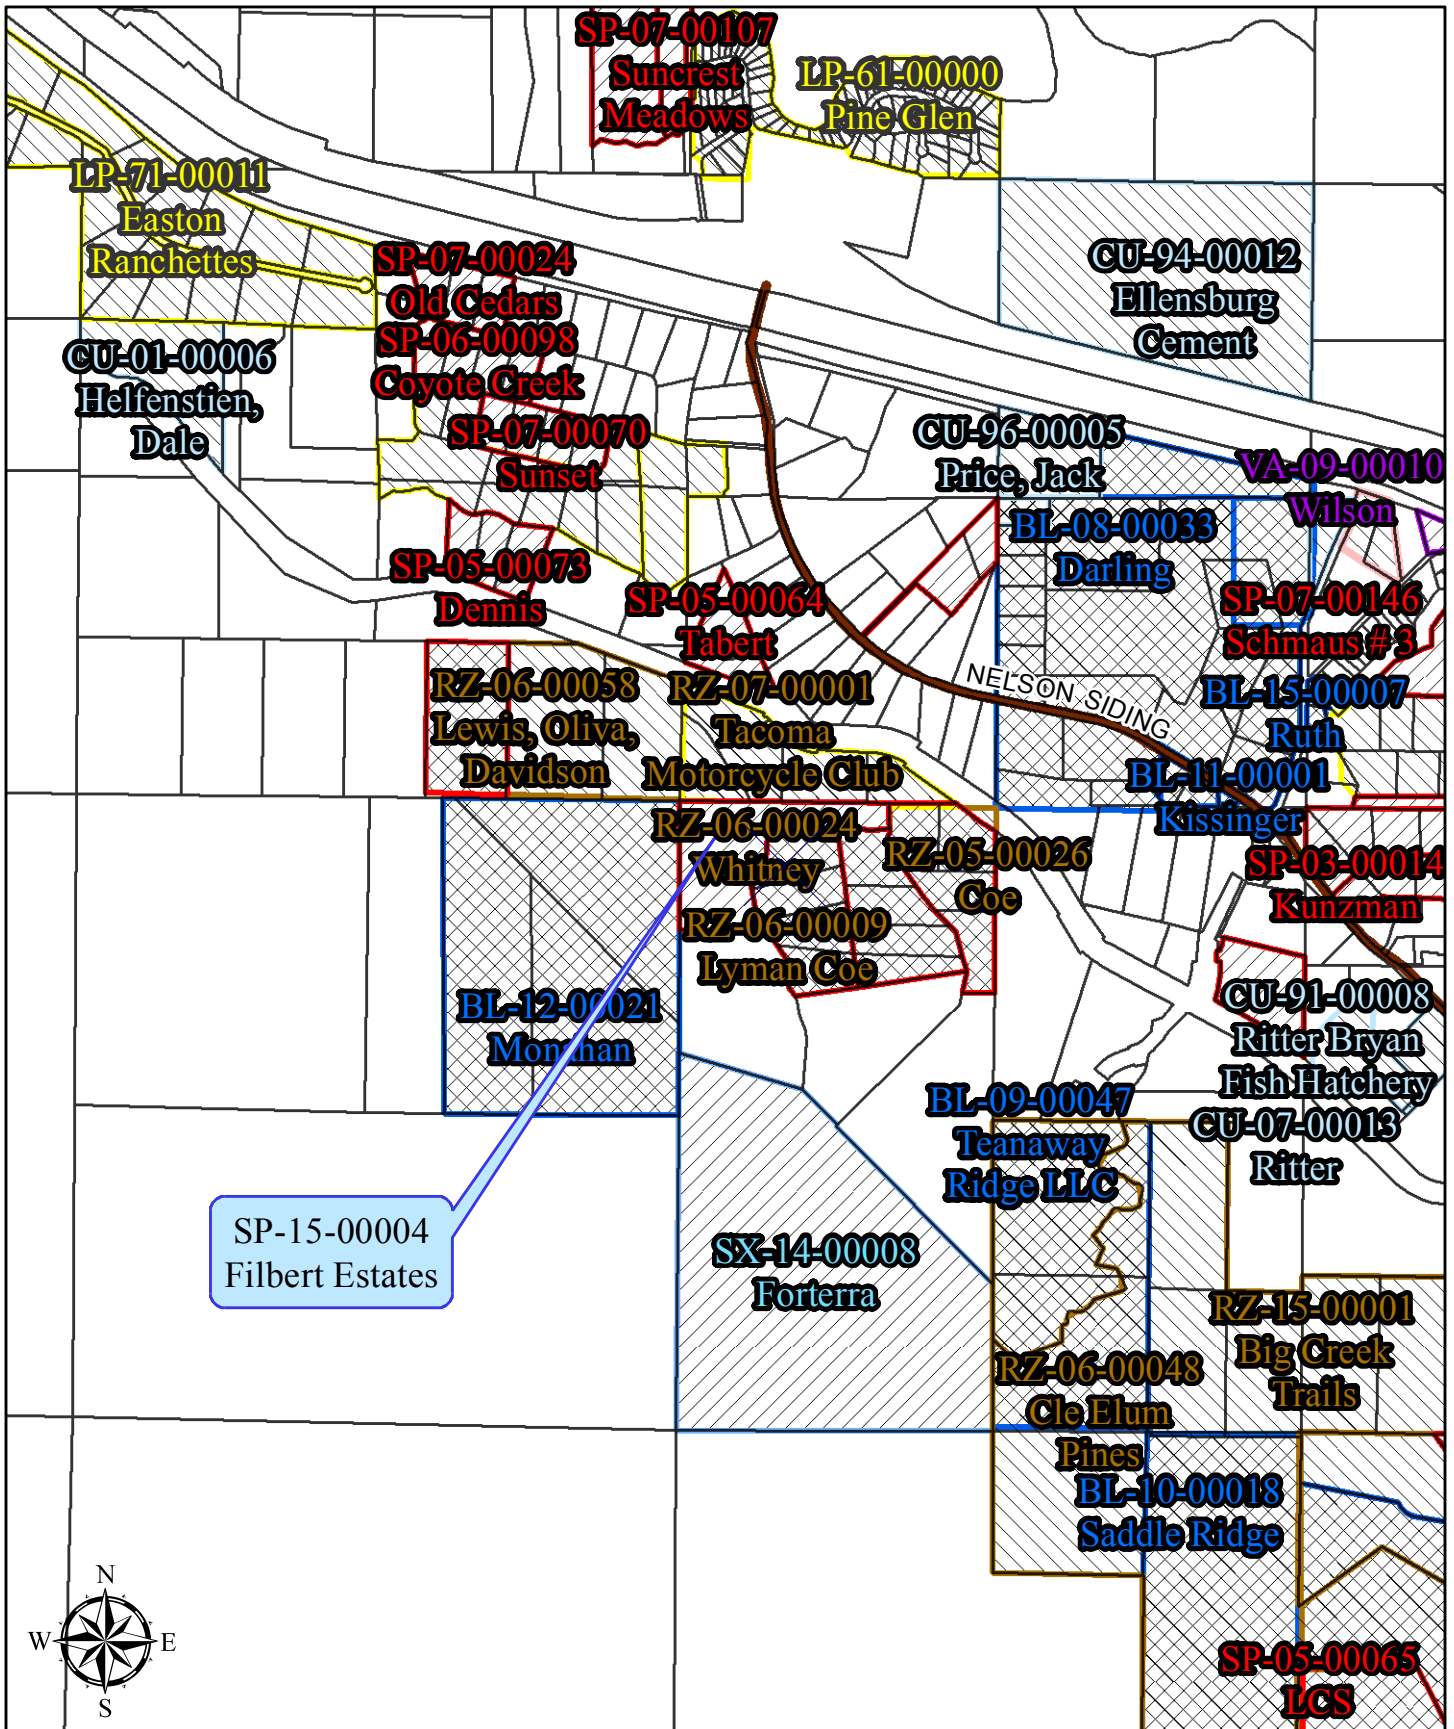 SP-07-00107
Suncrest
Meadows
LP-61-00000
Pine Glen
LP-71-00011
Easton
Ranchettes
SP-07-00024
Old Cedars
CU-94-00012
Ellensburg
Cement
CU-01-00006
Helfenstien,
Dale
SP-06-00098
Coyote Creek
SP-07-00070
Sunset
CU-96-00005
Price, Jack
VA-09-00010
Wilson
BL-08-00033
Darling
SP-05-00073
Dennis
SP-05-00064
Tabert
SP-07-00146
Schmaus # 3
NELSON SIDING
RZ-06-00058
Lewis, Oliva,
Davidson
RZ-07-00001
Tacoma
Motorcycle Club
BL-15-00007
Ruth
BL-11-00001
Kissinger
RZ-06-00024
Whitney
RZ-05-00026
Coe
SP-03-00014
Kunzman
RZ-06-00009
Lyman Coe
BL-12-00021
Monahan
CU-91-00008
Ritter Bryan
Fish Hatchery
CU-07-00013
Ritter
BL-09-00047
Teanaway
Ridge LLC
SP-15-00004
Filbert Estates
SX-14-00008
Forterra
RZ-15-00001
Big Creek
Trails
RZ-06-00048
Cle Elum
Pines
BL-10-00018
Saddle Ridge
SP-05-00065
LCS
N
W
E
S